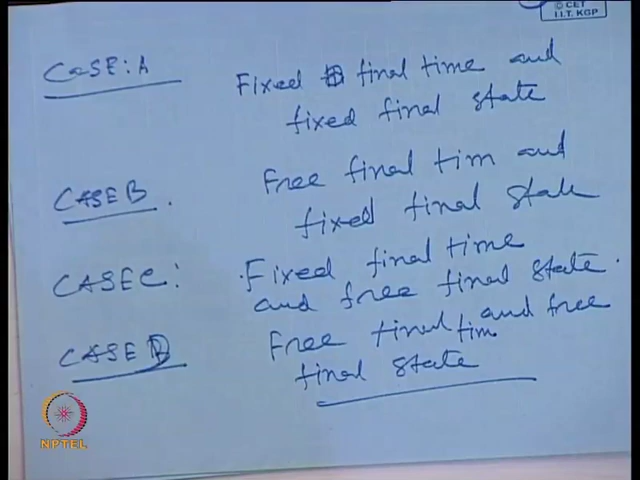 © CET
I.I.T. KGP
CASE: A Fixed final time and
fixed final state
CASE B. Free final tim and
fixed final state
CASE C: Fixed final time
and free final state.
CASE D Free final time and free
final state
NPTEL